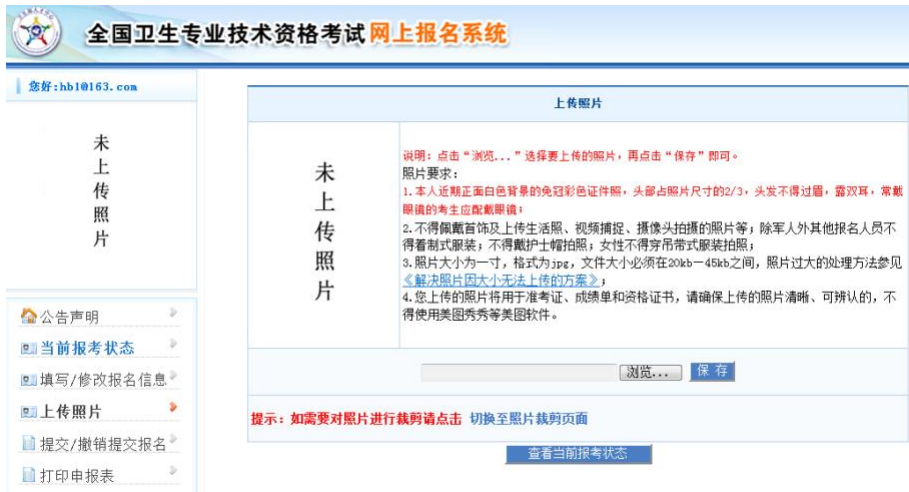 全国卫生专业技术资格考试 网上报名系统
您好:hb1@163.com
未
上
传
照
片
公告声明
当前报考状态
填写/修改报名信息
上传照片
提交/撤销提交报名
打印申报表
上传照片
未
上
传
照
片
说明：点击“浏览...”选择要上传的照片，再点击“保存”即可。
照片要求：
1.本人近期正面白色背景的免冠彩色证件照，头部占照片尺寸的2/3，头发不得过眉，露双耳，常戴
眼镜的考生应配戴眼镜；
2.不得佩戴首饰及上传生活照、视频捕捉、摄像头拍摄的照片等；除军人外其他报名人员不
得着制式服装；不得戴护士帽拍照；女性不得穿吊带式服装拍照；
3.照片大小为一寸，格式为jpg，文件大小必须在20kb－45kb之间，照片过大的处理方法参见
《解决照片因大小无法上传的方案》；
4.您上传的照片将用于准考证、成绩单和资格证书，请确保上传的照片清晰、可辨认的，不
得使用美图秀秀等美图软件。
浏览... 保 存
提示：如需要对照片进行裁剪请点击 切换至照片裁剪页面
查看当前报考状态